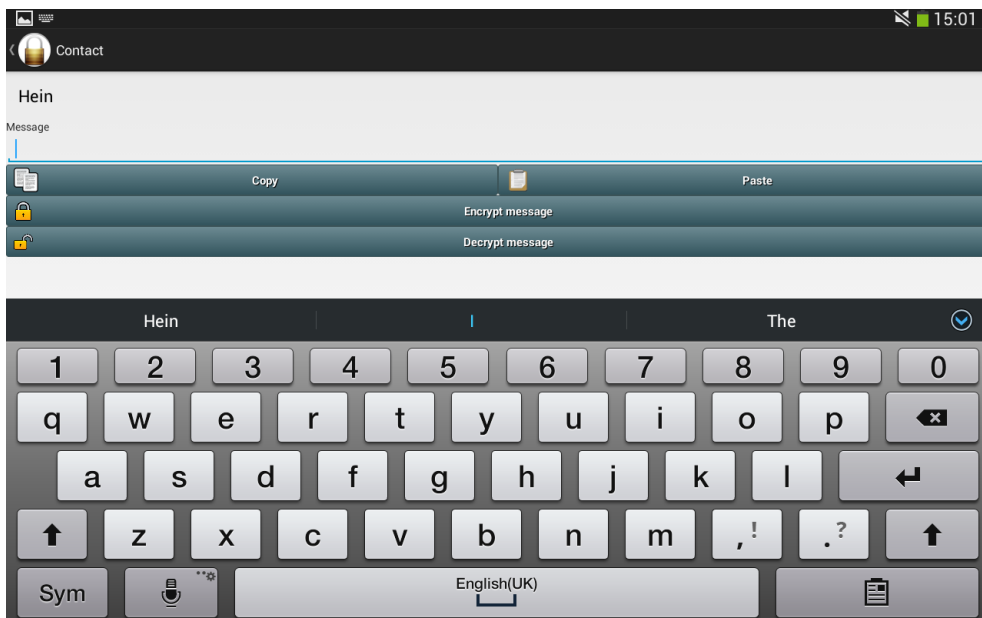 15:01
Contact
Hein
Message
Copy Paste
Encrypt message
Decrypt message
Hein I The
1 2 3 4 5 6 7 8 9 0
q w e r t y u i o p
a s d f g h j k l
z x c v b n m , ! . ?
Sym English(UK)